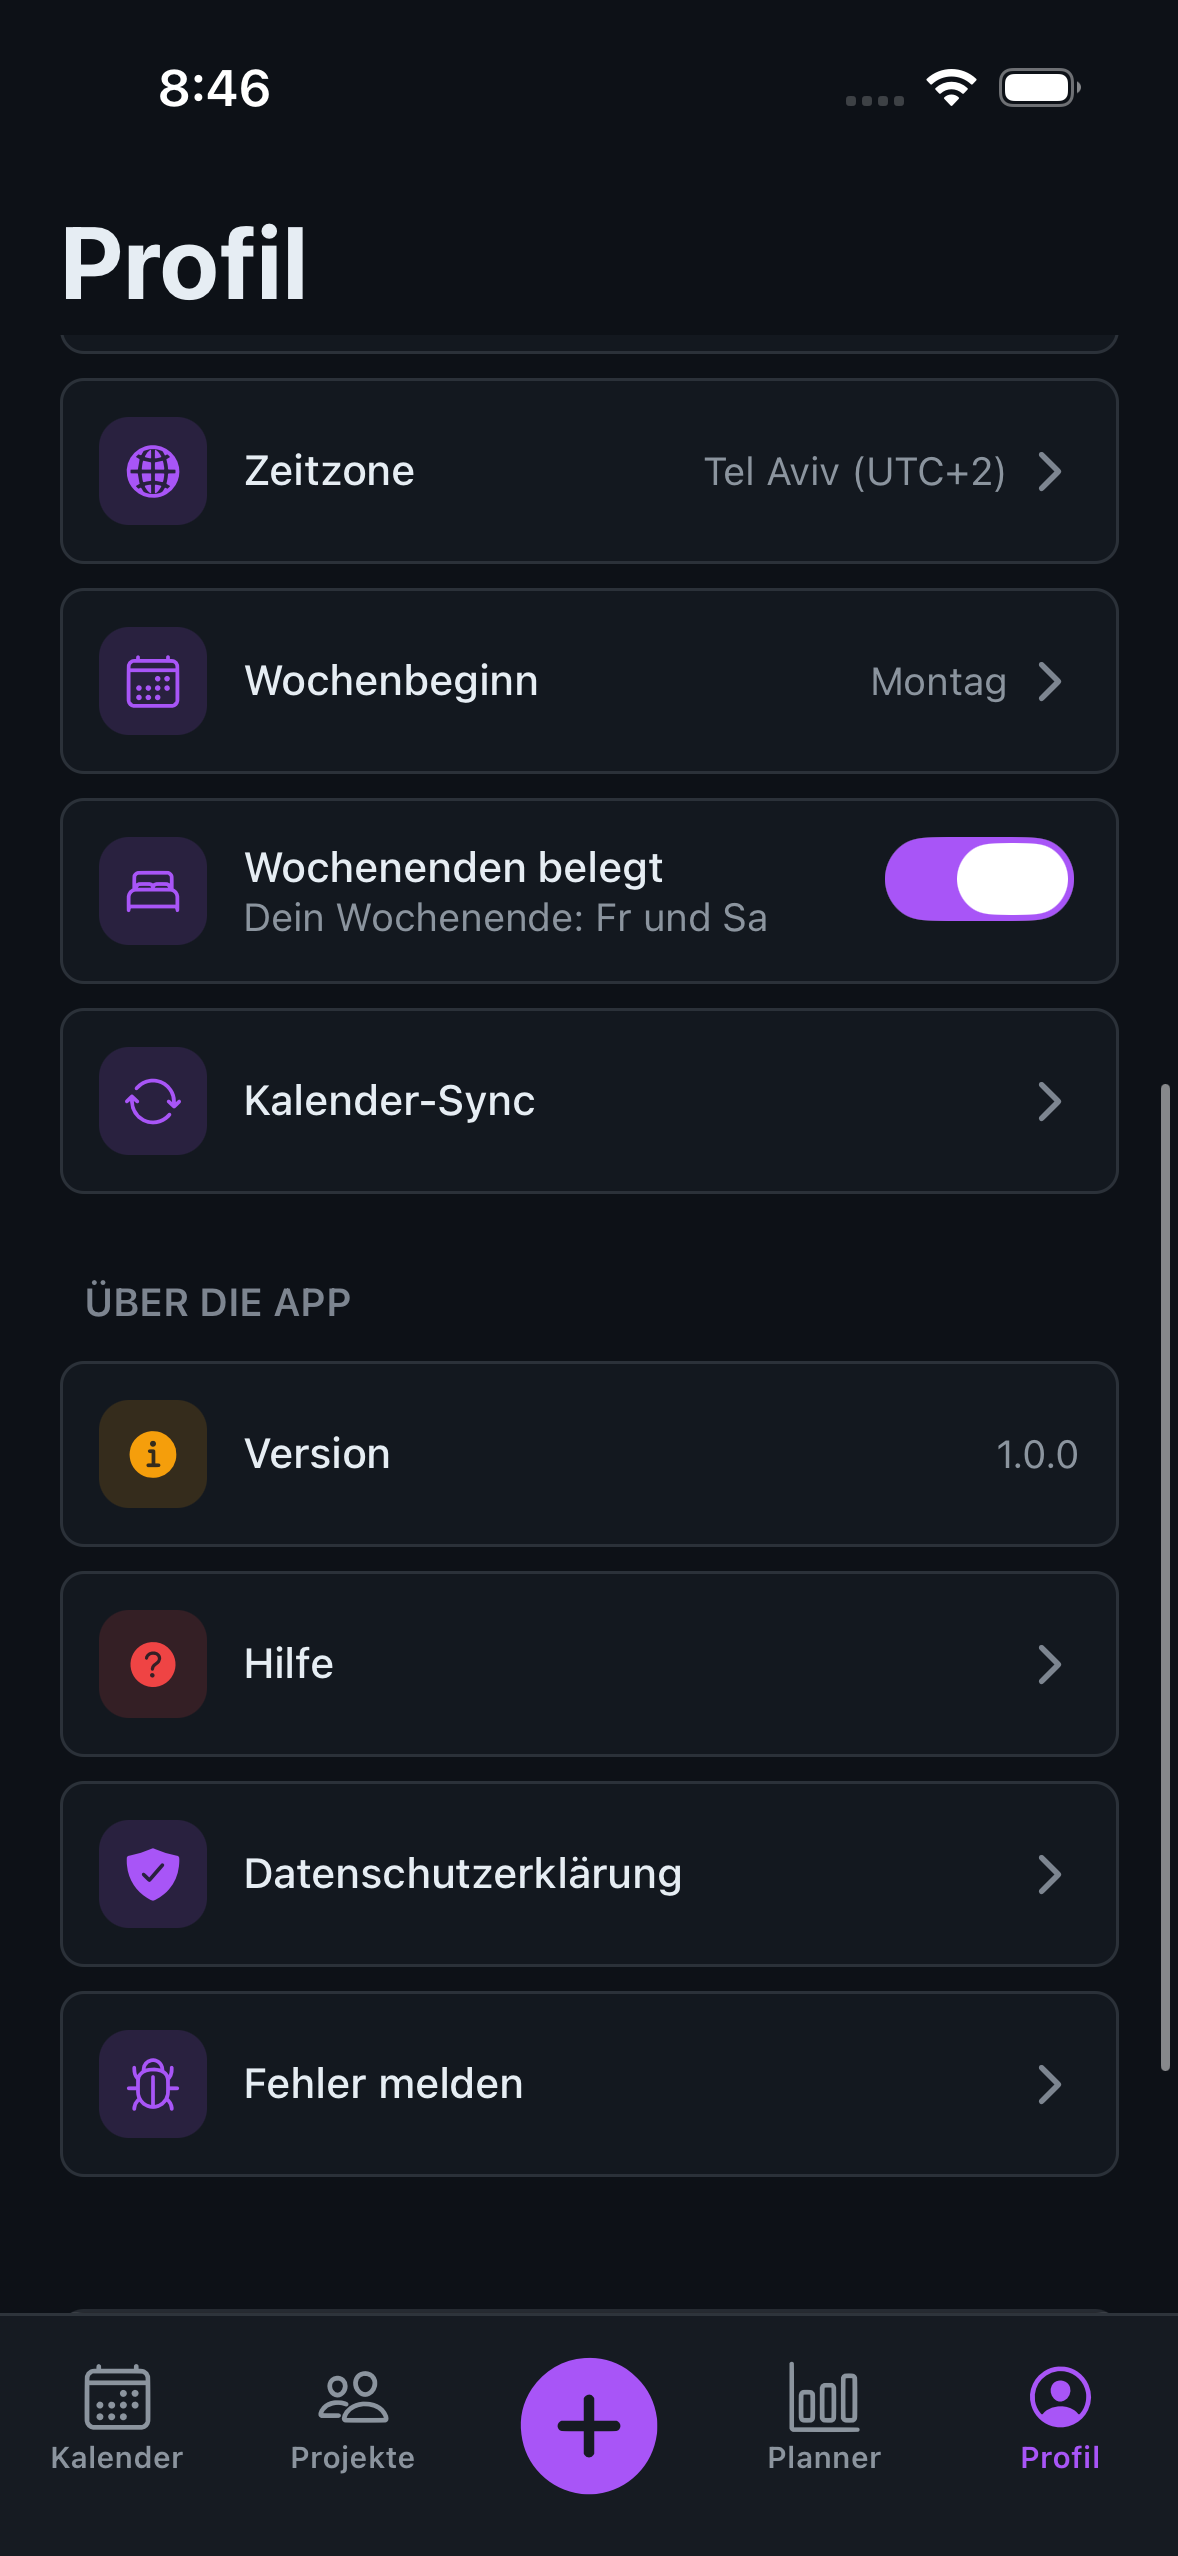 8:46
Profil
Zeitzone
Tel Aviv (UTC+2)
Wochenbeginn
Montag
Wochenenden belegt
Dein Wochenende: Fr und Sa
Kalender-Sync
ÜBER DIE APP
Version
1.0.0
Hilfe
Datenschutzerklärung
Fehler melden
Kalender
Projekte
Planner
Profil